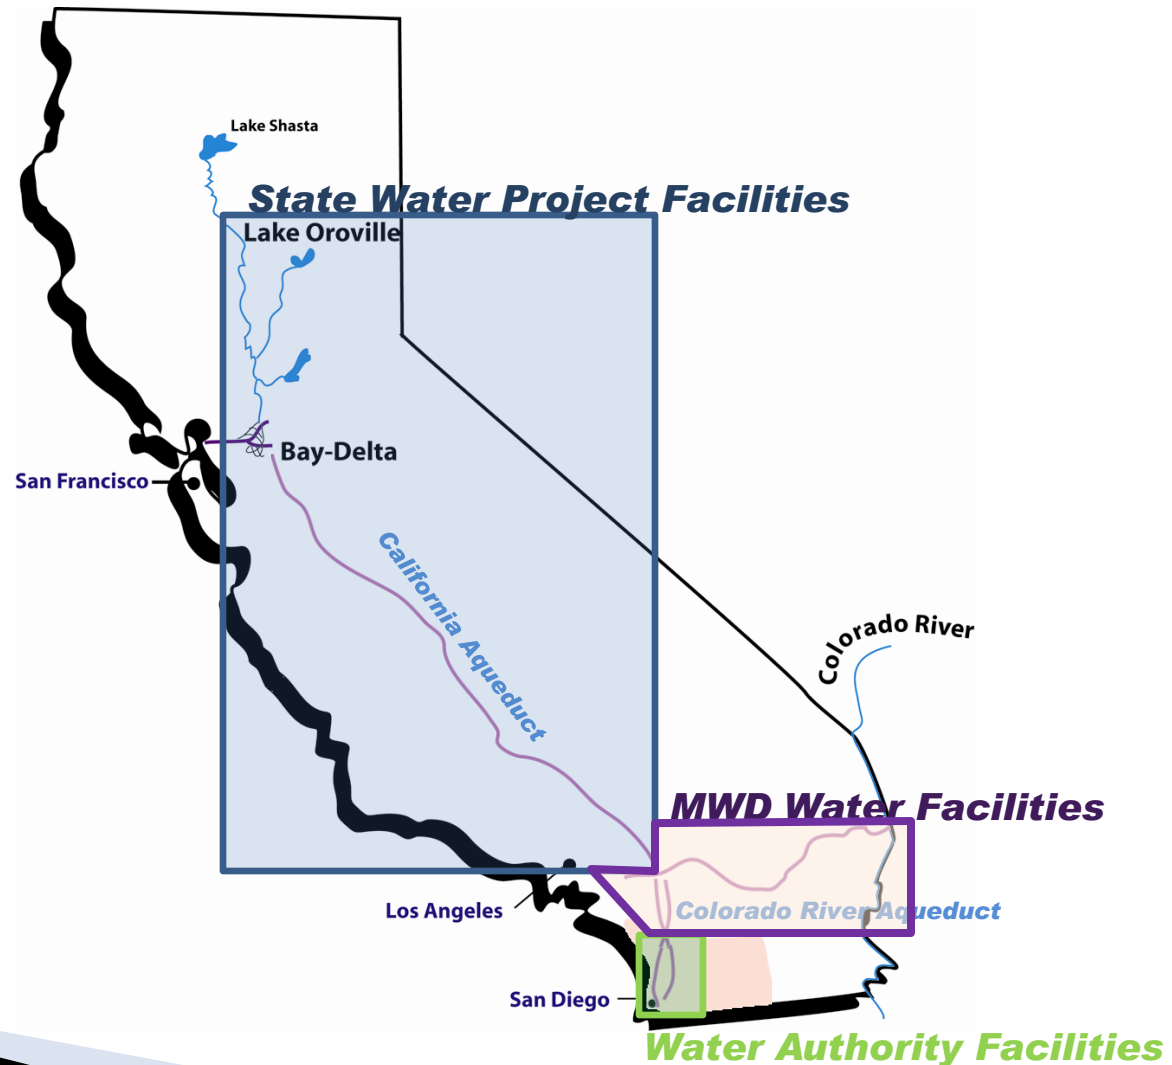 Lake Shasta
State Water Project Facilities
Lake Oroville
Bay-Delta
San Francisco
California Aqueduct
Colorado River
MWD Water Facilities
Colorado River Aqueduct
Los Angeles
San Diego
Water Authority Facilities